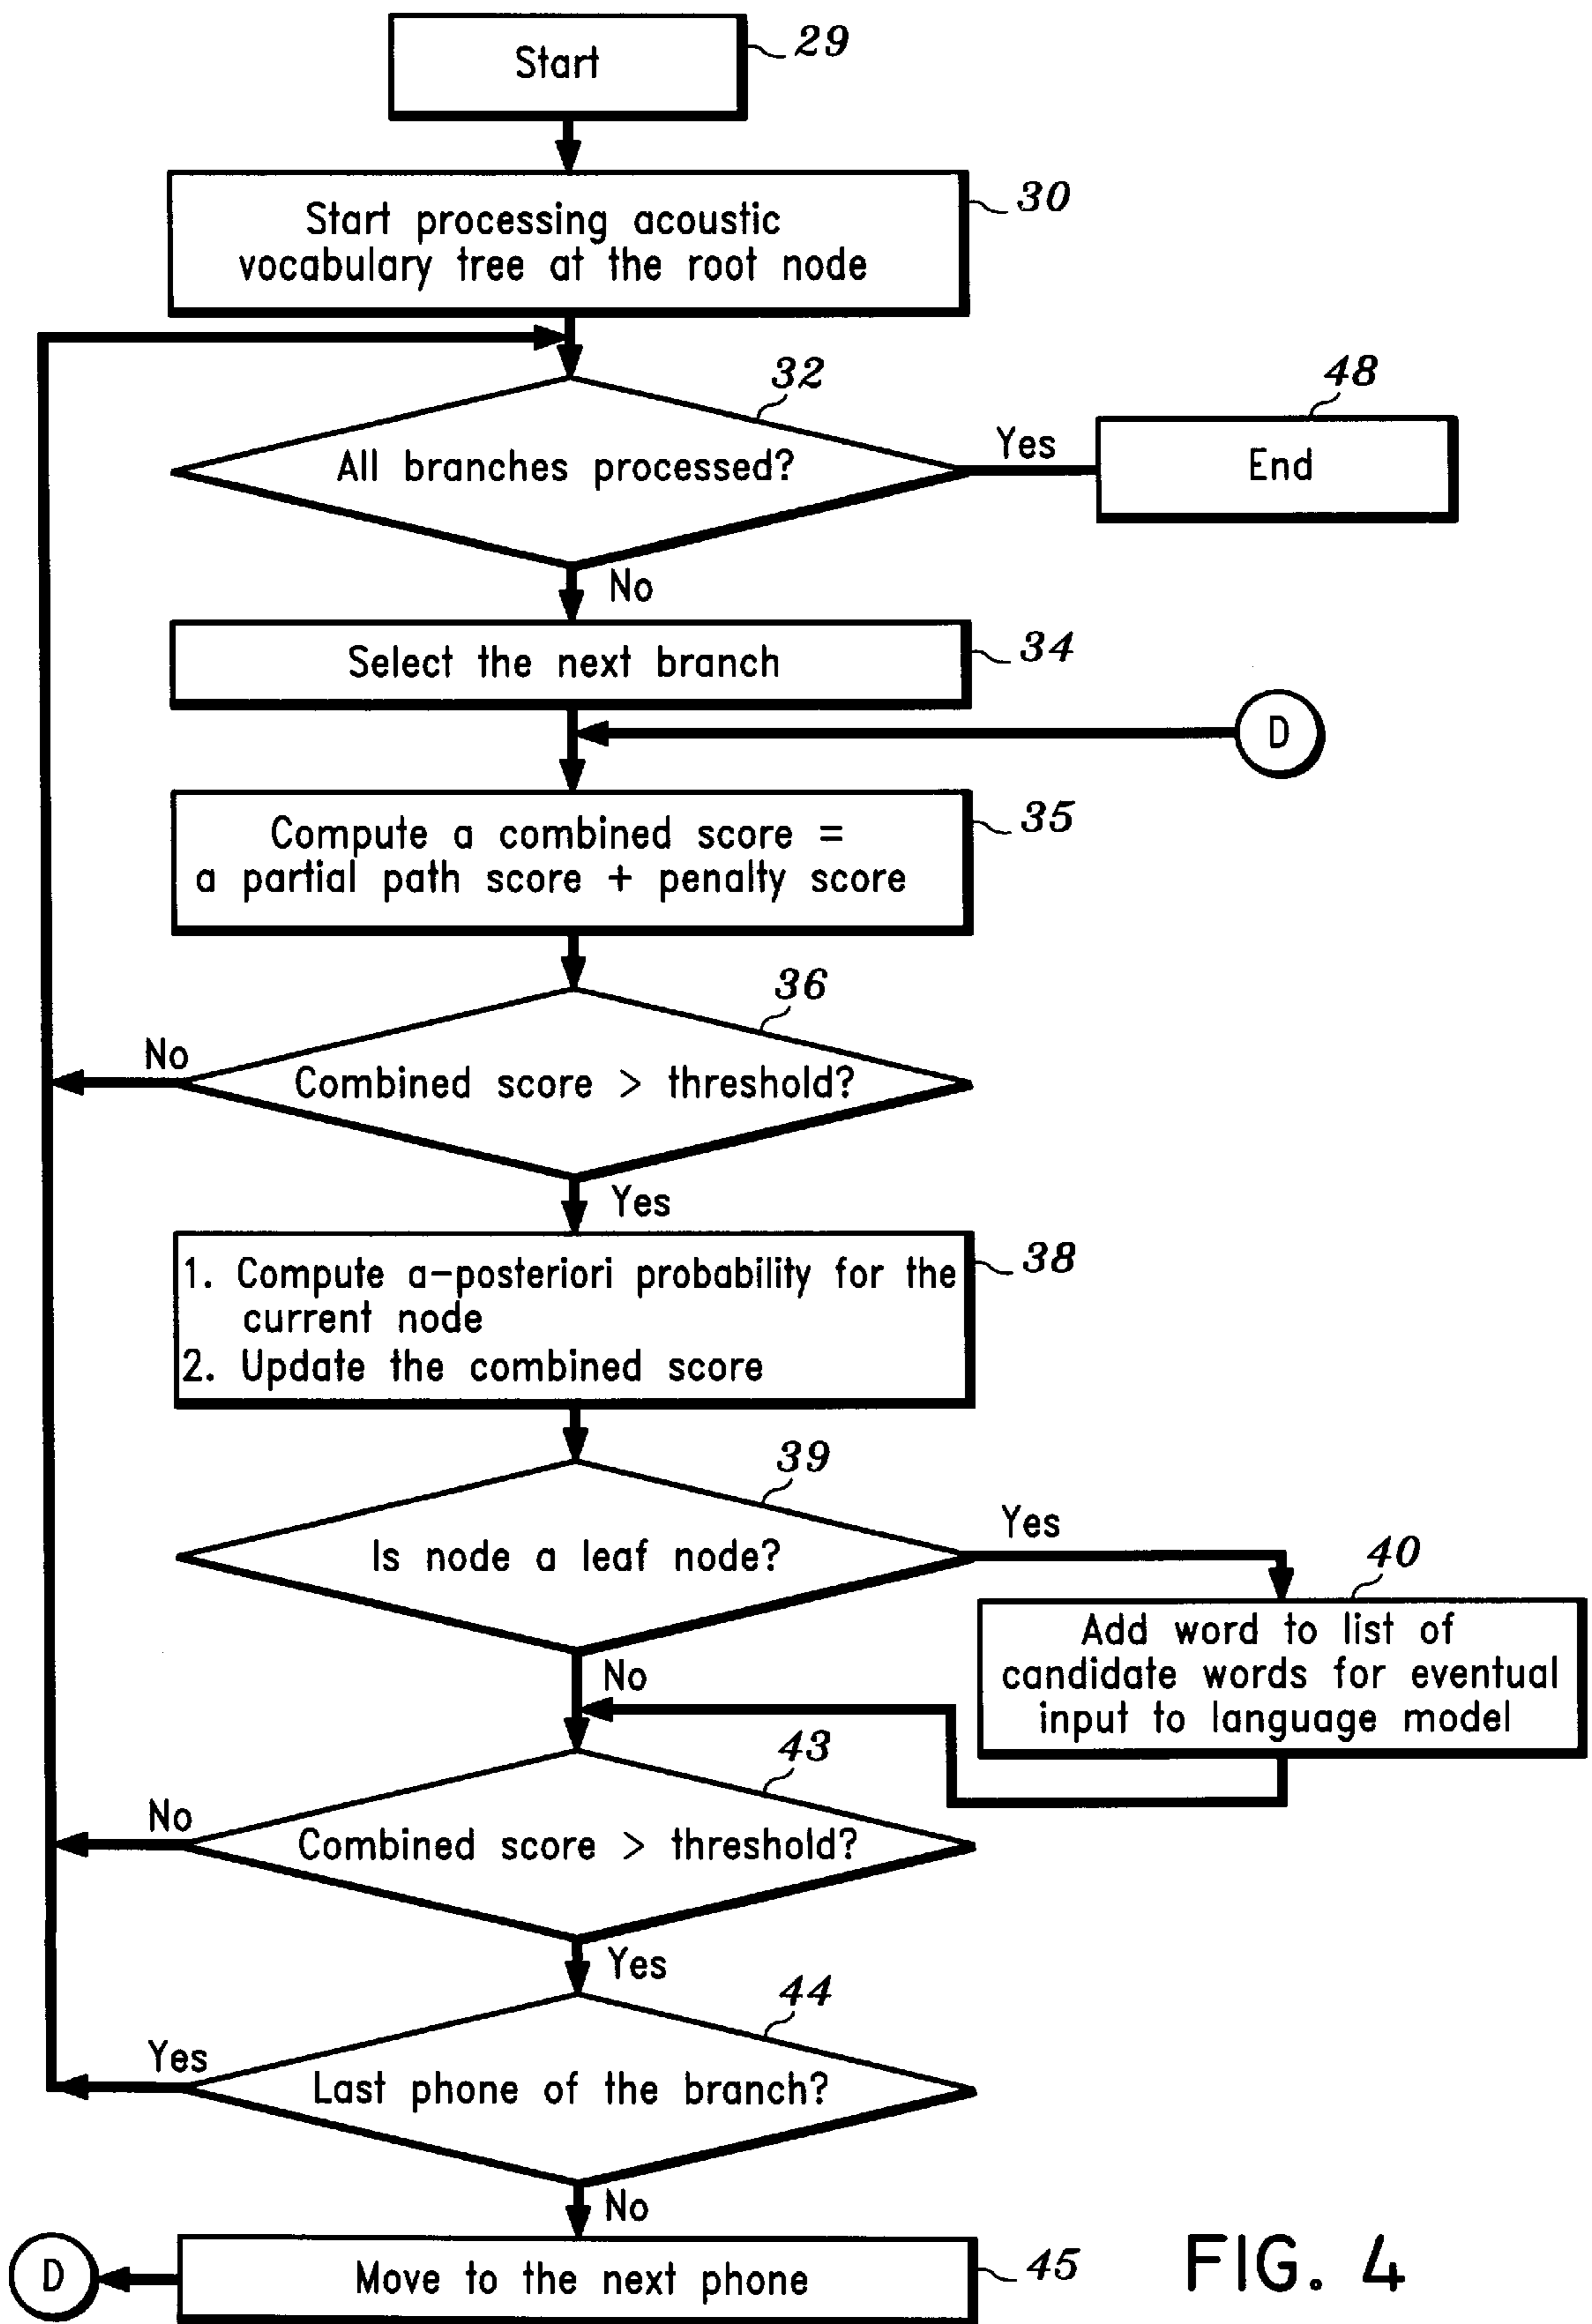 Start
29
Start processing acoustic
vocabulary tree at the root node
30
32
All branches processed?
Yes
48
End
No
Select the next branch
34
D
Compute a combined score =
a partial path score + penalty score
35
36
No
Combined score > threshold?
Yes
1. Compute a-posteriori probability for the
current node
2. Update the combined score
38
39
Is node a leaf node?
Yes
40
Add word to list of
candidate words for eventual
input to language model
No
43
No
Combined score > threshold?
Yes
44
Yes
Last phone of the branch?
No
D
Move to the next phone
45
FIG. 4